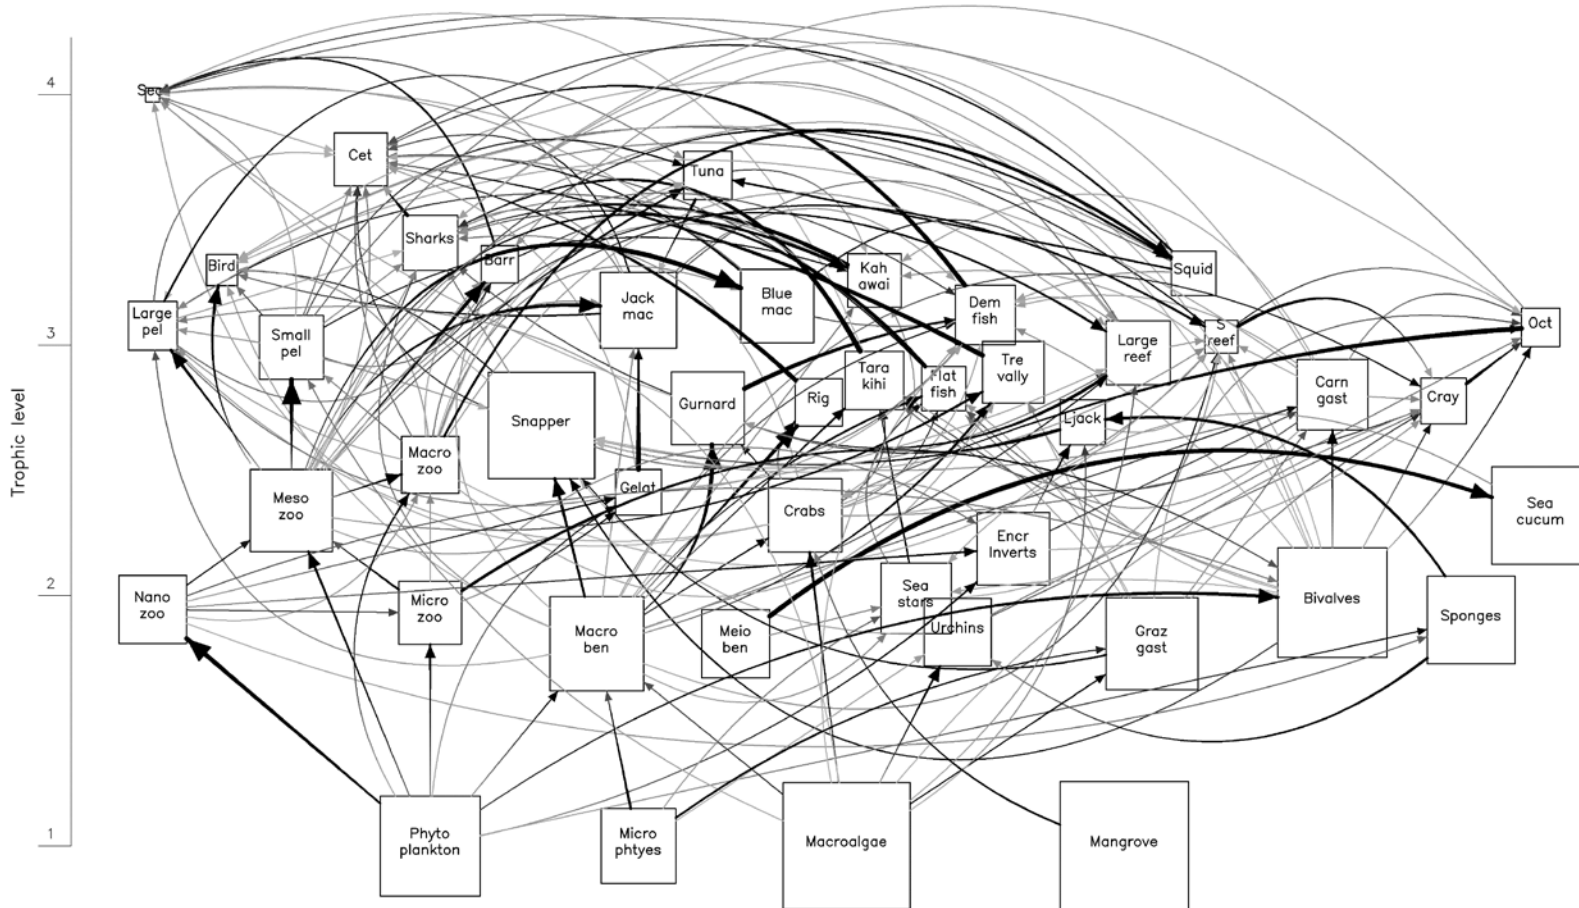 4
Sea
Cet
Tuna
Sharks
Barr
Bird
Squid
Kah
awai
Jack
mac
Blue
mac
Large
pel
Small
pel
Dem
fish
Large
reef
S
reef
Oct
3
Tre
vally
Tara
kihi
Flat
fish
Carn
gast
Cray
Rig
Gurnard
Snapper
Ljack
Trophic level
Macro
zoo
Gelat
Meso
zoo
Crabs
Sea
cucum
Encr
Inverts
2
Nano
zoo
Micro
zoo
Sea
stars
Bivalves
Sponges
Macro
ben
Meio
ben
Urchins
Graz
gast
1
Phyto
plankton
Micro
phtyes
Macroalgae
Mangrove